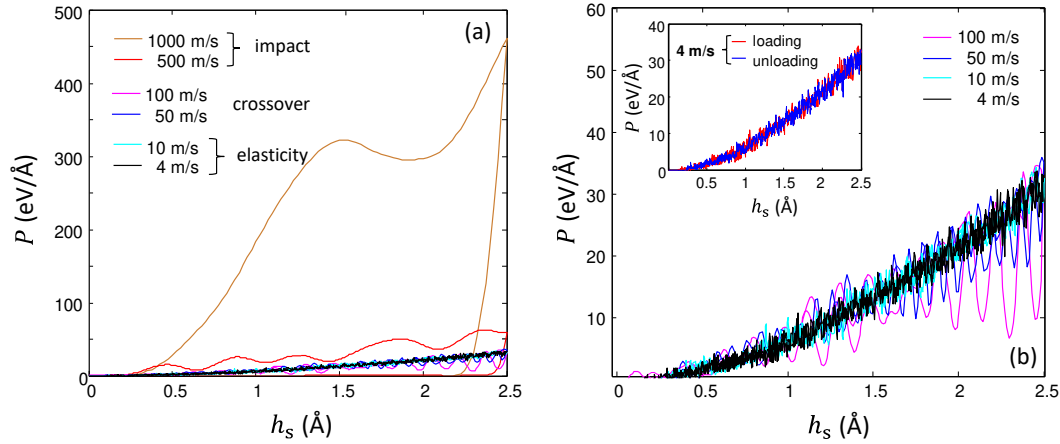 (a)
500
400
300
200
100
0
P (eV/Å)
1000 m/s
500 m/s
impact
100 m/s
50 m/s
crossover
10 m/s
4 m/s
elasticity
0 0.5 1 1.5 2 2.5
hs (Å)
60
50
40
30
20
10
P (eV/Å)
4 m/s
loading
unloading
40
30
20
10
0
P (eV/Å)
0.5 1 1.5 2 2.5
hs (Å)
100 m/s
50 m/s
10 m/s
4 m/s
(b)
0 0.5 1 1.5 2 2.5
hs (Å)